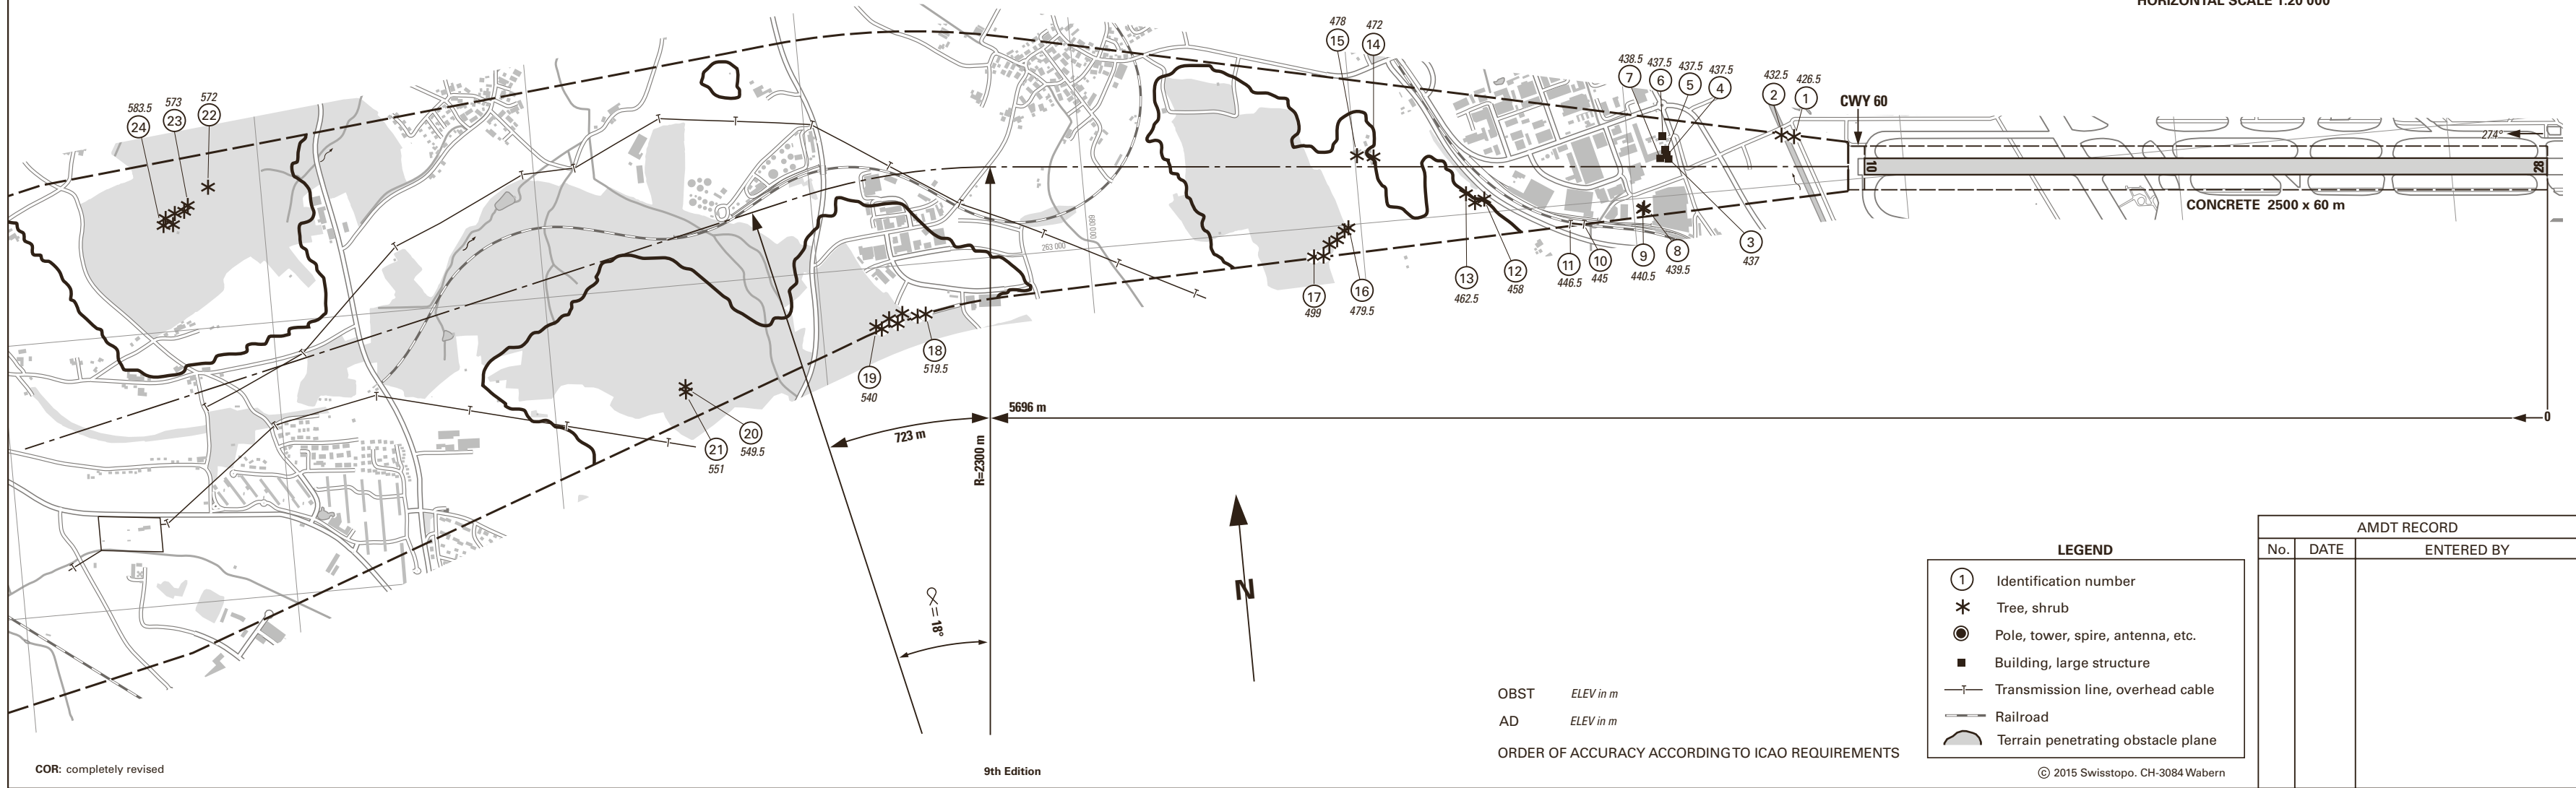 HORIZONTAL SCALE 1:20 000
478
472
15
14
438.5
437.5
437.5
437.5
7
6
5
4
432.5
426.5
2
1
CWY 60
583.5
573
572
24
23
22
274°
10
28
CONCRETE 2500 x 60 m
680 000
263 000
3
437
8
439.5
9
440.5
10
445
11
446.5
12
458
13
462.5
16
479.5
17
499
18
519.5
19
540
20
549.5
21
551
5696 m
0
723 m
R=2300 m
= 18°
N
OBST ELEV in m
AD ELEV in m
ORDER OF ACCURACY ACCORDING TO ICAO REQUIREMENTS
LEGEND
1 Identification number
Tree, shrub
Pole, tower, spire, antenna, etc.
Building, large structure
Transmission line, overhead cable
Railroad
Terrain penetrating obstacle plane
© 2015 Swisstopo. CH-3084 Wabern
AMDT RECORD
No. DATE ENTERED BY
COR: completely revised
9th Edition